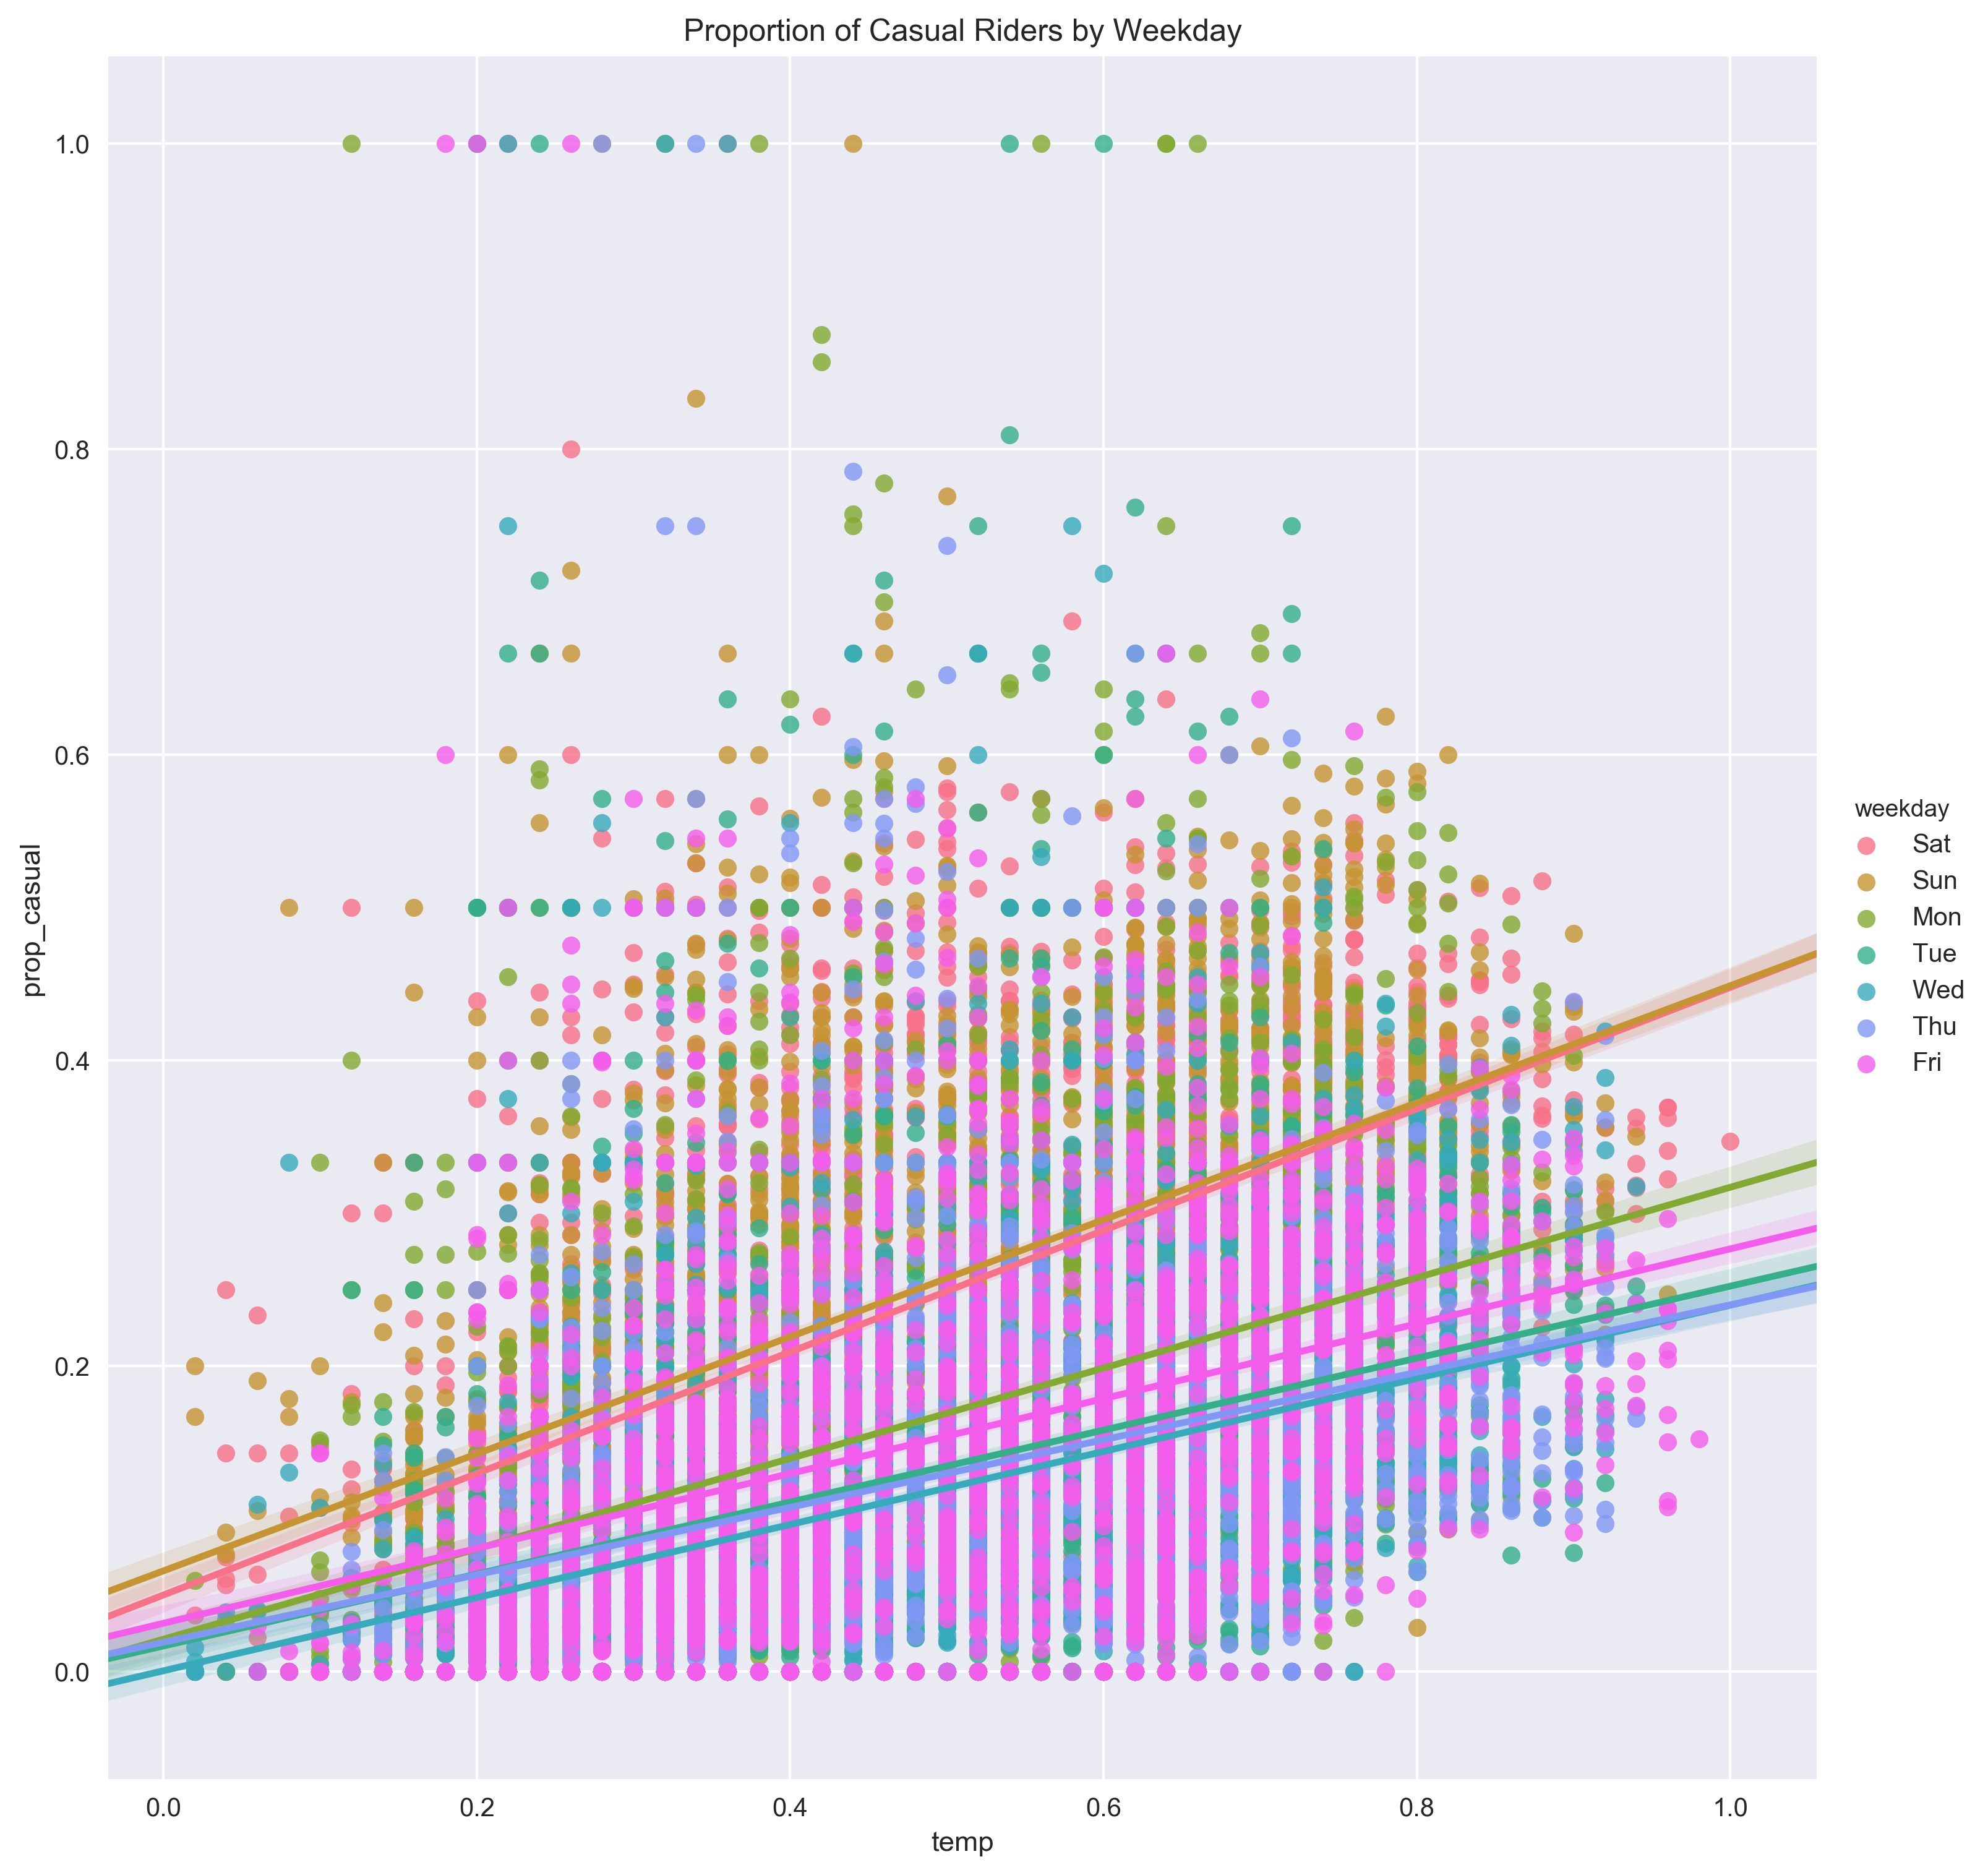 Proportion of Casual Riders by Weekday
1.0
0.8
0.6
0.4
0.2
0.0
prop_casual
0.0 0.2 0.4 0.6 0.8 1.0
temp
weekday
Sat
Sun
Mon
Tue
Wed
Thu
Fri